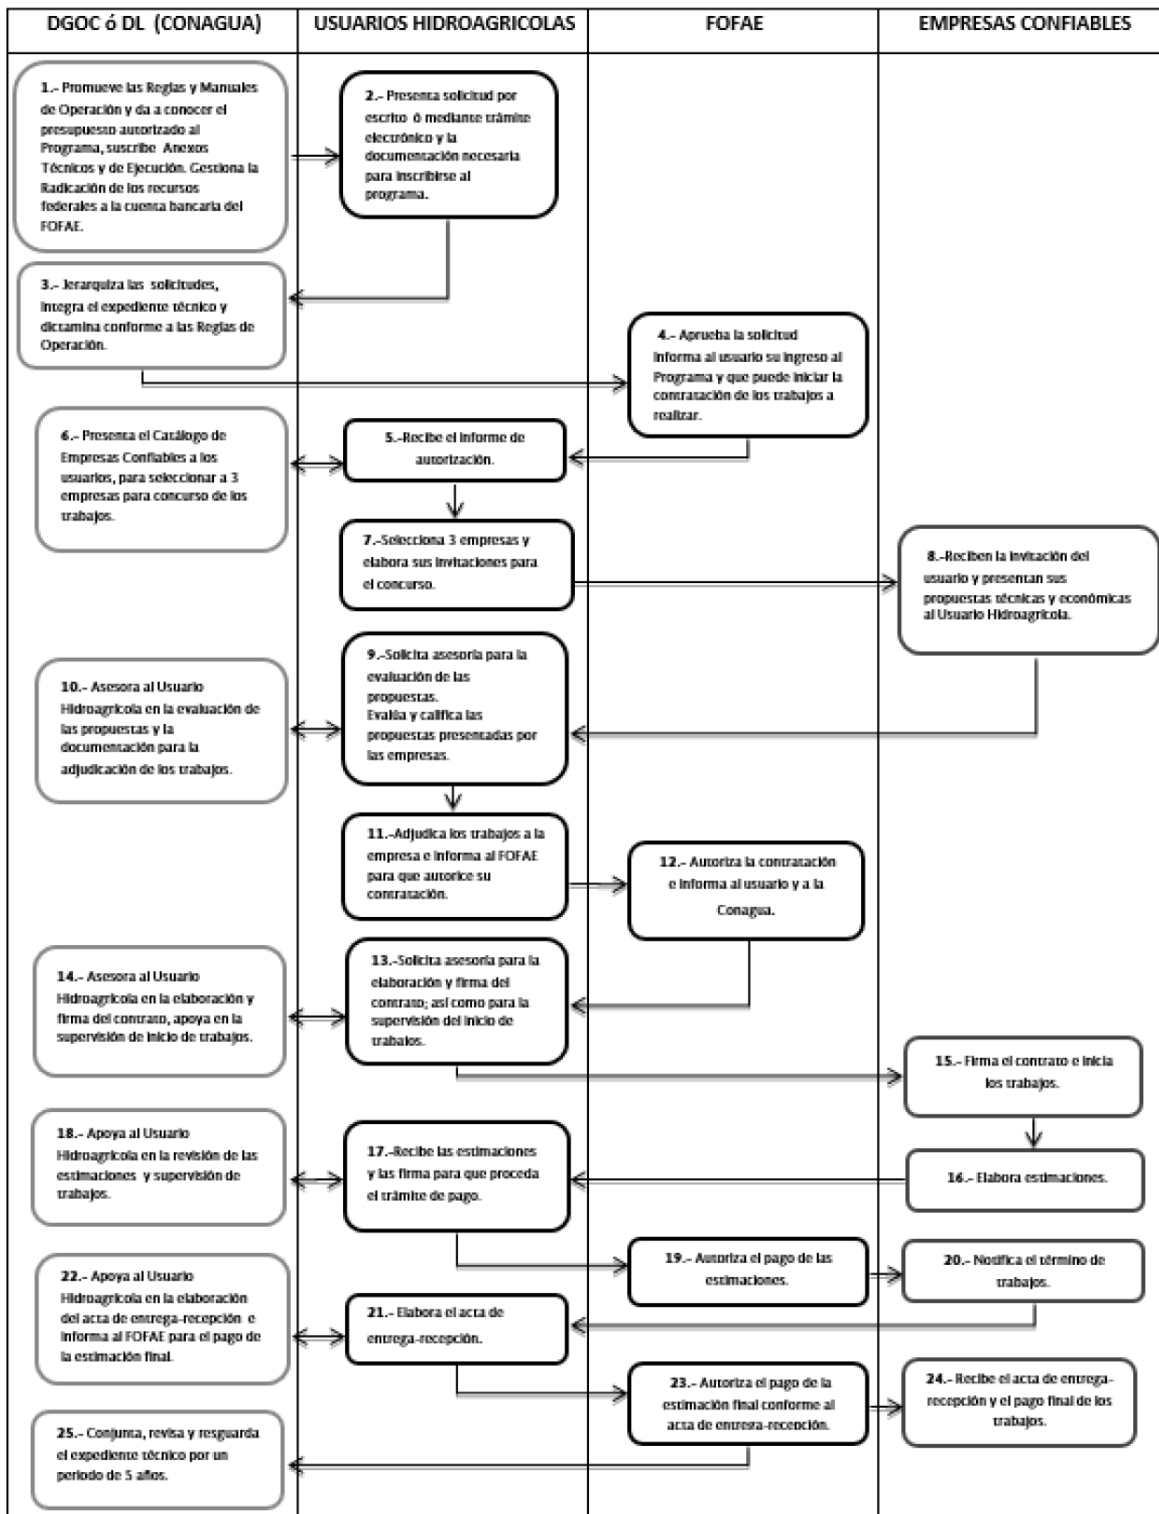 DGOC ó DL (CONAGUA)
USUARIOS HIDROAGRICOLAS
FOFAE
EMPRESAS CONFIABLES
1.- Promueve las Reglas y Manuales
de Operación y da a conocer el
presupuesto autorizado al
Programa, suscribe Anexos
Técnicos y de Ejecución. Gestiona la
Radicación de los recursos
federales a la cuenta bancaria del
FOFAE.
2.- Presenta solicitud por
escrito ó mediante trámite
electrónico y la
documentación necesaria
para inscribirse al
programa.
3.- Jerarquiza las solicitudes,
integra el expediente técnico y
dictamina conforme a las Reglas de
Operación.
4.- Aprueba la solicitud
Informa al usuario su ingreso al
Programa y que puede iniciar la
contratación de los trabajos a
realizar.
5.-Recibe el informe de
autorización.
6.- Presenta el Catálogo de
Empresas Confiables a los
usuarios, para seleccionar a 3
empresas para concurso de los
trabajos.
7.-Selecciona 3 empresas y
elabora sus invitaciones para
el concurso.
8.-Reciben la invitación del
usuario y presentan sus
propuestas técnicas y económicas
al Usuario Hidroagrícola.
9.-Solicita asesoría para la
evaluación de las
propuestas.
Evalúa y califica las
propuestas presentadas por
las empresas.
10.- Asesora al Usuario
Hidroagrícola en la evaluación de
las propuestas y la
documentación para la
adjudicación de los trabajos.
11.-Adjudica los trabajos a la
empresa e informa al FOFAE
para que autorice su
contratación.
12.- Autoriza la contratación
e informa al usuario y a la
Conagua.
13.-Solicita asesoría para la
elaboración y firma del
contrato; así como para la
supervisión del inicio de
trabajos.
14.- Asesora al Usuario
Hidroagrícola en la elaboración y
firma del contrato, apoya en la
supervisión de inicio de trabajos.
15.- Firma el contrato e inicia
los trabajos.
16.- Elabora estimaciones.
17.-Recibe las estimaciones
y las firma para que proceda
el trámite de pago.
18.- Apoya al Usuario
Hidroagrícola en la revisión de las
estimaciones y supervisión de
trabajos.
19.- Autoriza el pago de las
estimaciones.
20.- Notifica el término de
trabajos.
21.- Elabora el acta de
entrega-recepción.
22.- Apoya al Usuario
Hidroagrícola en la elaboración
del acta de entrega-recepción e
informa al FOFAE para el pago de
la estimación final.
23.- Autoriza el pago de la
estimación final conforme al
acta de entrega-recepción.
24.- Recibe el acta de entrega-
recepción y el pago final de los
trabajos.
25.- Conjunta, revisa y resguarda
el expediente técnico por un
periodo de 5 años.